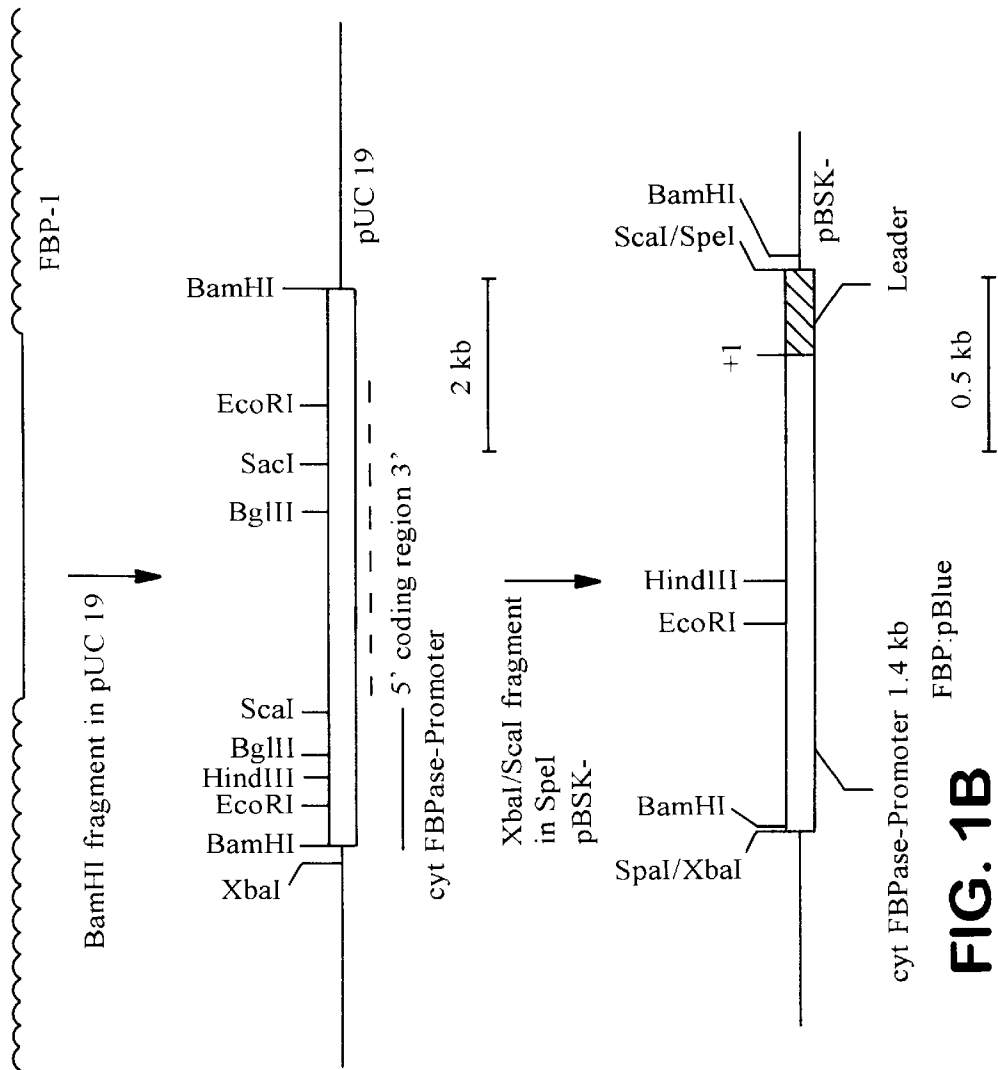 FBP-1
BamHI fragment in pUC 19
XbaI
BamHI
EcoRI
HindIII
BglII
ScaI
BglII
SacI
EcoRI
BamHI
pUC 19
5' coding region 3'
cyt FBPase-Promoter
2 kb
XbaI/ScaI fragment
in SpeI
pBSK-
SpaI/XbaI
BamHI
EcoRI
HindIII
+1
ScaI/SpeI
BamHI
pBSK-
Leader
cyt FBPase-Promoter 1.4 kb
FBP:pBlue
0.5 kb
FIG. 1B